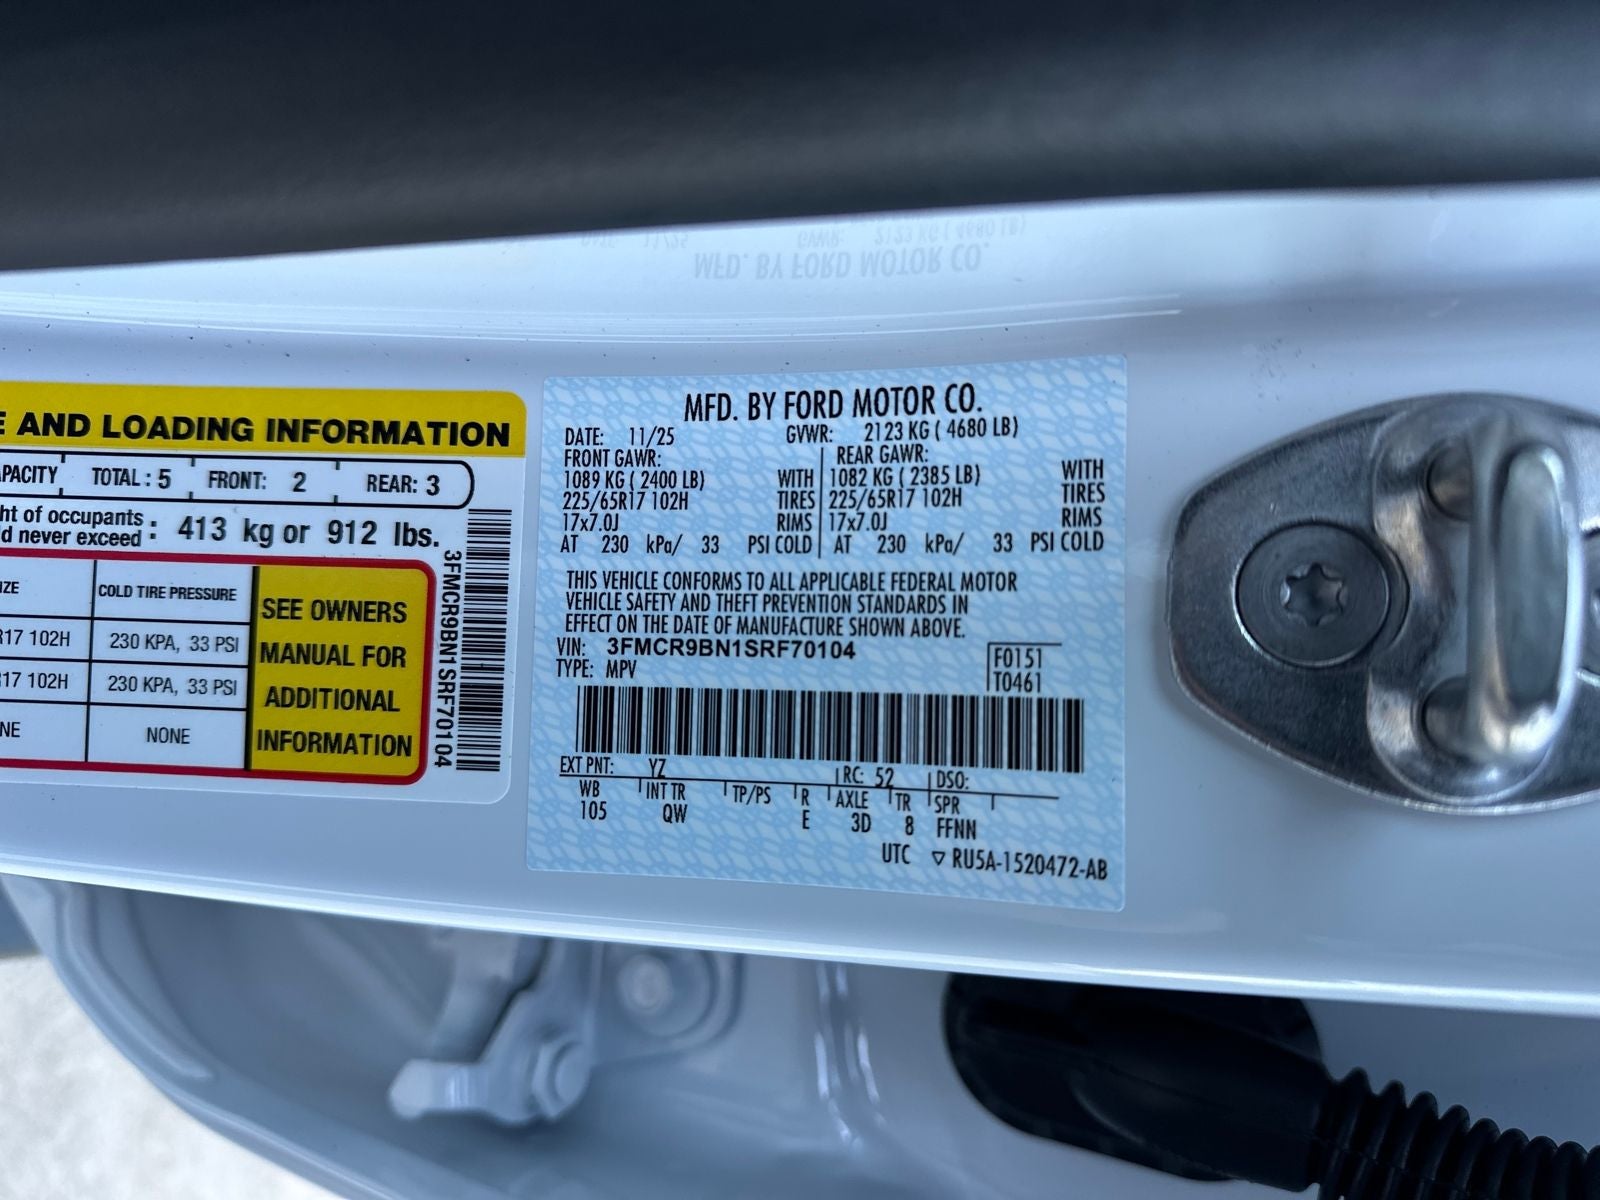 E AND LOADING INFORMATION
APACITY TOTAL: 5 FRONT: 2 REAR: 3
ht of occupants
d never exceed : 413 kg or 912 lbs.
IZE COLD TIRE PRESSURE
R17 102H 230 KPA, 33 PSI
R17 102H 230 KPA, 33 PSI
NE NONE
SEE OWNERS
MANUAL FOR
ADDITIONAL
INFORMATION
3FMCR9BN1SRF70104
MFD. BY FORD MOTOR CO.
DATE: 11/25 GVWR: 2123 KG ( 4680 LB)
FRONT GAWR: REAR GAWR:
1089 KG ( 2400 LB) WITH 1082 KG ( 2385 LB) WITH
225/65R17 102H TIRES 225/65R17 102H TIRES
17x7.0J RIMS 17x7.0J RIMS
AT 230 kPa/ 33 PSI COLD AT 230 kPa/ 33 PSI COLD
THIS VEHICLE CONFORMS TO ALL APPLICABLE FEDERAL MOTOR
VEHICLE SAFETY AND THEFT PREVENTION STANDARDS IN
EFFECT ON THE DATE OF MANUFACTURE SHOWN ABOVE.
VIN: 3FMCR9BN1SRF70104
TYPE: MPV
F0151
T0461
EXT PNT: YZ RC: 52 DSO:
WB INT TR TP/PS R AXLE TR SPR
105 QW E 3D 8 FFNN
UTC ▽ RU5A-1520472-AB